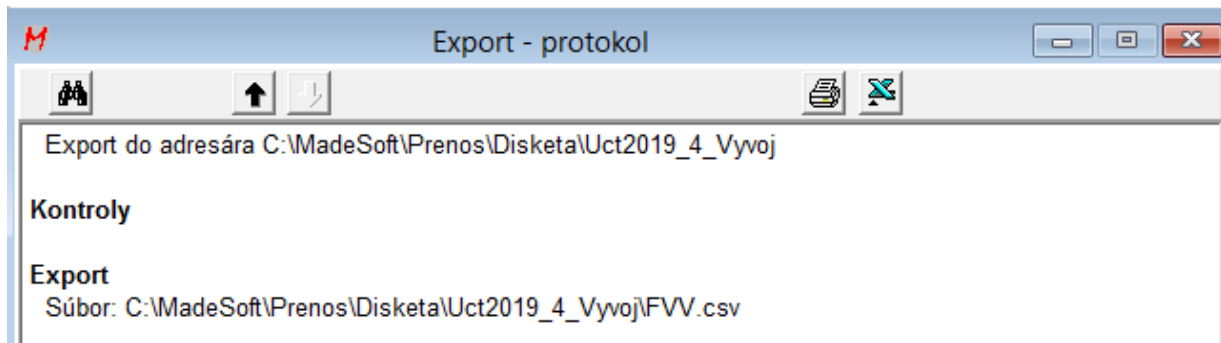 Export - protokol
Export do adresára C:\MadeSoft\Prenos\Disketa\Uct2019_4_Vyvoj
Kontroly
Export
Súbor: C:\MadeSoft\Prenos\Disketa\Uct2019_4_Vyvoj\FVV.csv